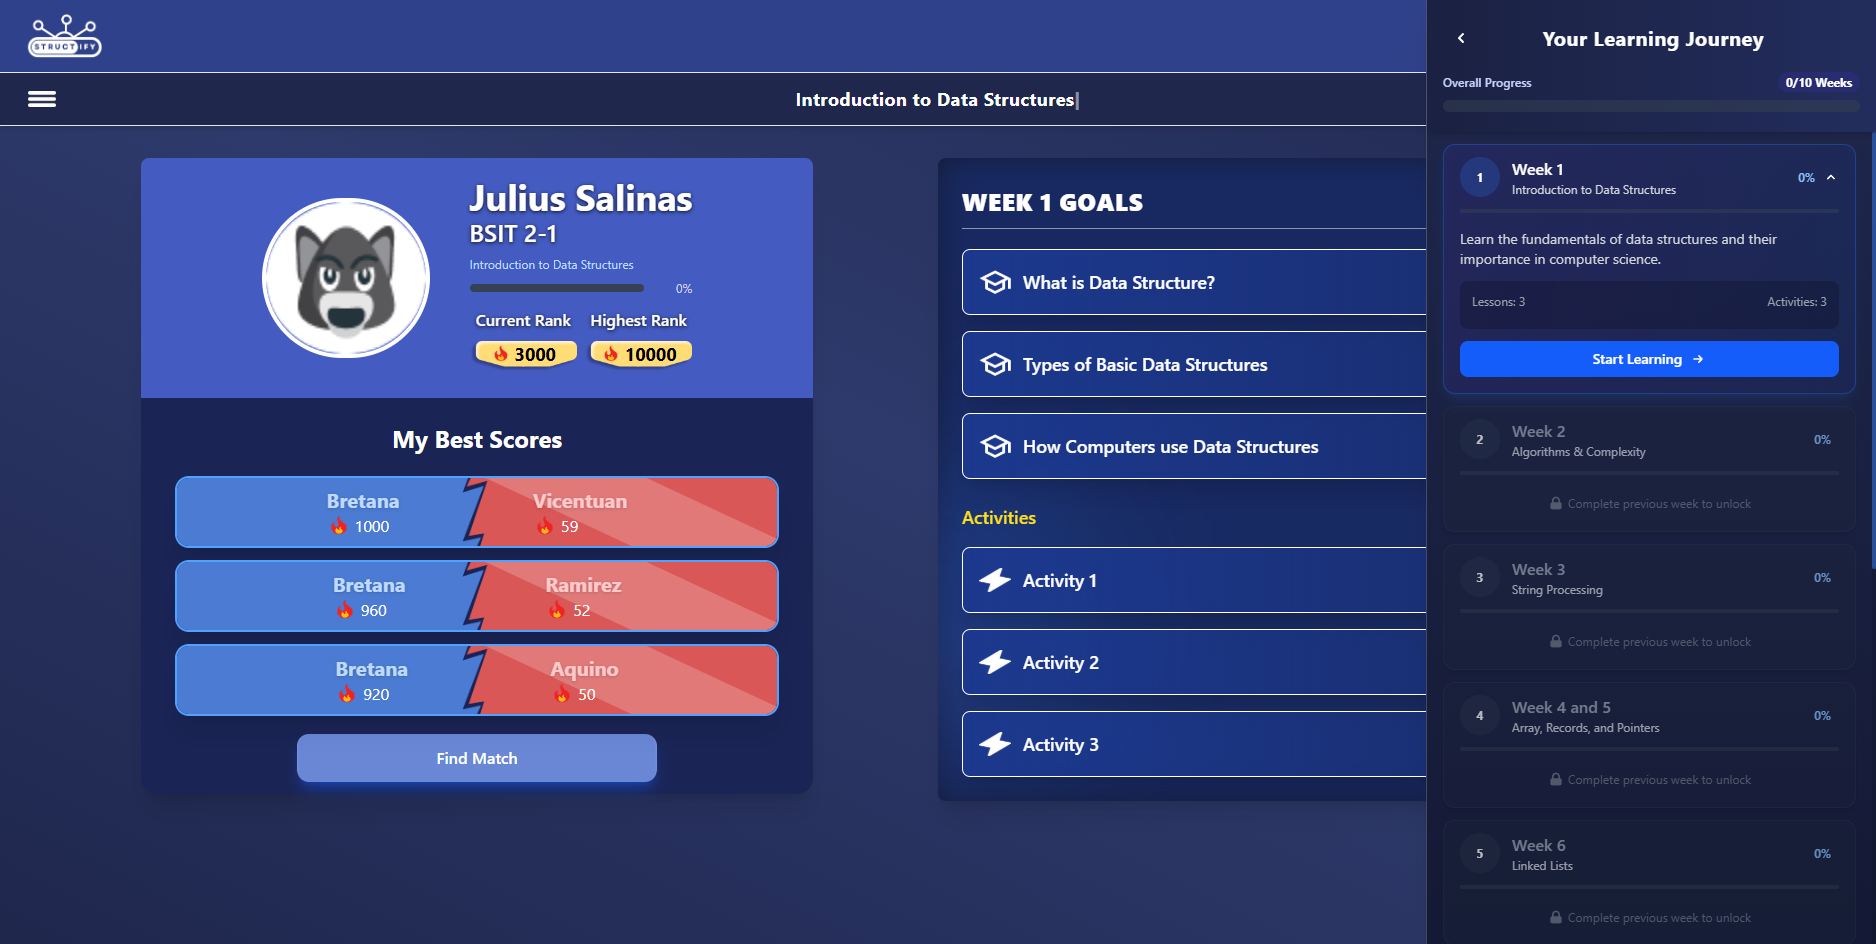 STRUCTIFY
Introduction to Data Structures
Julius Salinas
BSIT 2-1
Introduction to Data Structures
0%
Current Rank
Highest Rank
3000
10000
My Best Scores
Bretana
1000
Vicentuan
59
Bretana
960
Ramirez
52
Bretana
920
Aquino
50
Find Match
WEEK 1 GOALS
What is Data Structure?
Types of Basic Data Structures
How Computers use Data Structures
Activities
Activity 1
Activity 2
Activity 3
Your Learning Journey
Overall Progress
0/10 Weeks
1
Week 1
Introduction to Data Structures
0%
Learn the fundamentals of data structures and their
importance in computer science.
Lessons: 3
Activities: 3
Start Learning →
2
Week 2
Algorithms & Complexity
0%
Complete previous week to unlock
3
Week 3
String Processing
0%
Complete previous week to unlock
4
Week 4 and 5
Array, Records, and Pointers
0%
Complete previous week to unlock
5
Week 6
Linked Lists
0%
Complete previous week to unlock